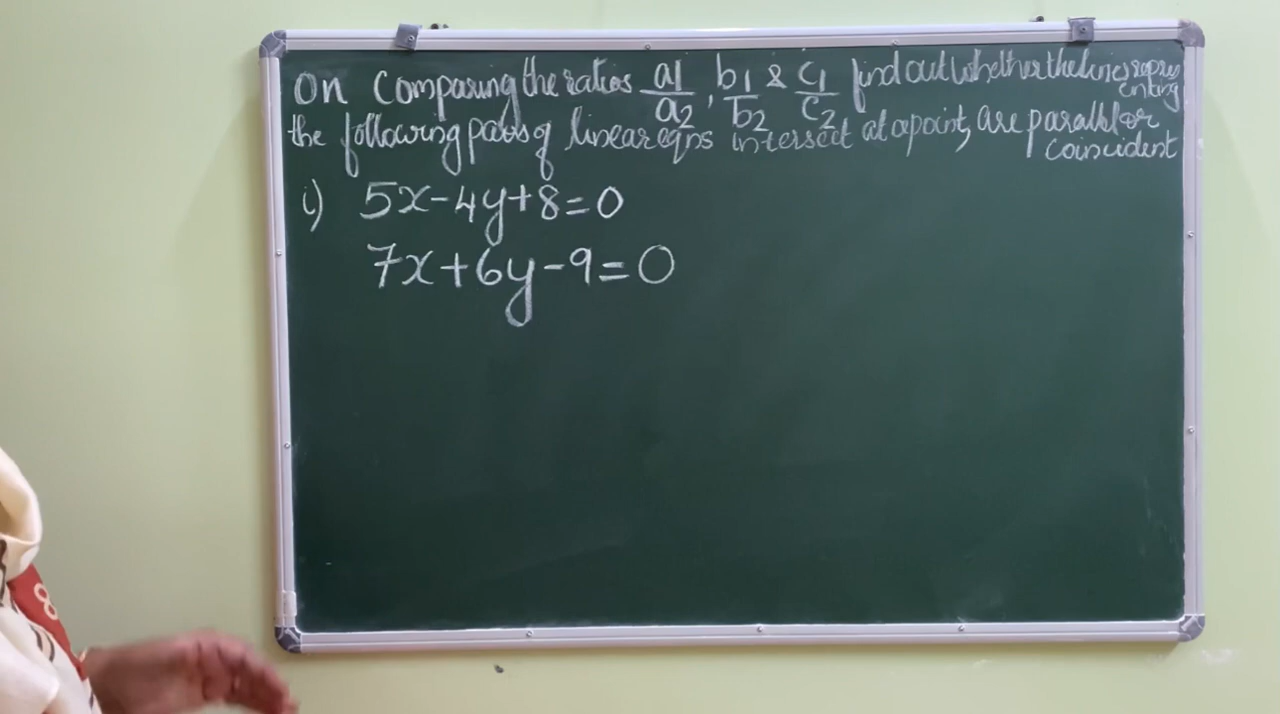 On Comparing the ratios a1/a2, b1/b2 & c1/c2 find out whether the lines representing
the following pairs of linear eqns intersect at a point, are parallel or coincident
i) 5x-4y+8=0
7x+6y-9=0
8